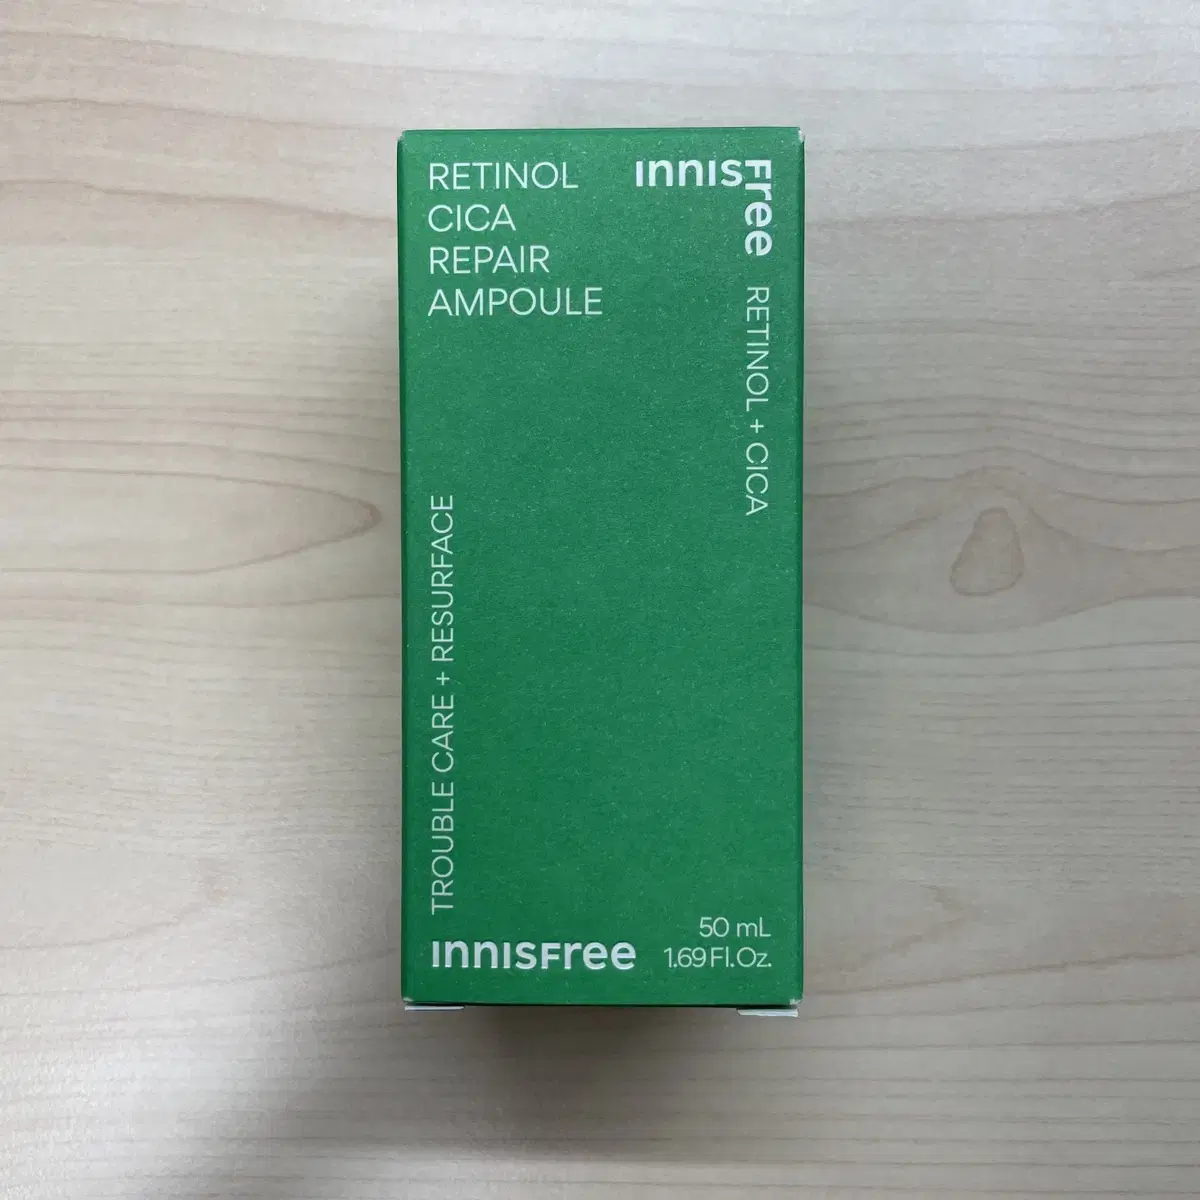 RETINOL
CICA
REPAIR
AMPOULE
innisfree
RETINOL + CICA
TROUBLE CARE + RESURFACE
innisfree
50 mL
1.69 Fl.Oz.